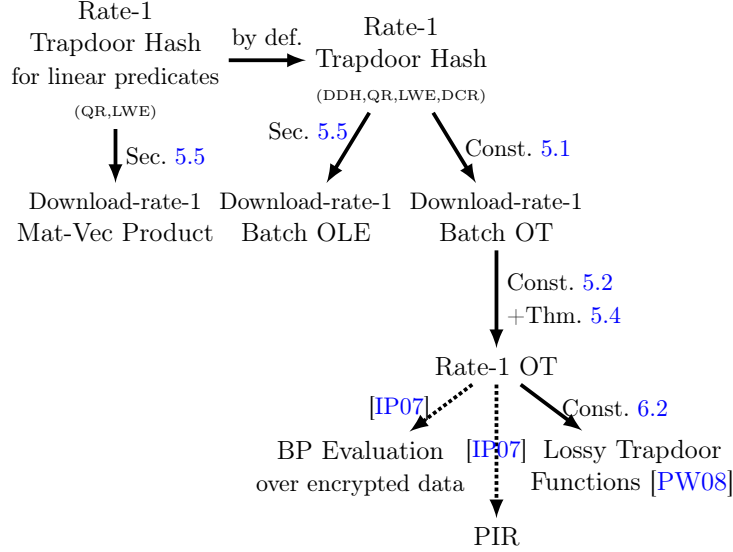 Rate-1
Trapdoor Hash
for linear predicates
(QR,LWE)
by def.
Rate-1
Trapdoor Hash
(DDH,QR,LWE,DCR)
Sec. 5.5
Sec. 5.5
Const. 5.1
Download-rate-1
Mat-Vec Product
Download-rate-1
Batch OLE
Download-rate-1
Batch OT
Const. 5.2
+Thm. 5.4
Rate-1 OT
[IP07]
[IP07]
Const. 6.2
BP Evaluation
over encrypted data
Lossy Trapdoor
Functions [PW08]
PIR